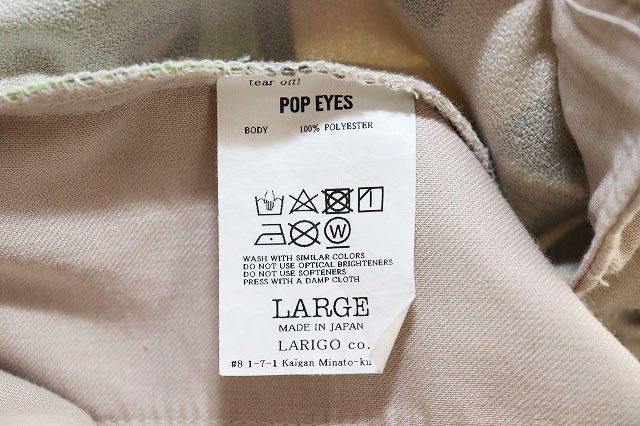 tear off!
POP EYES
BODY 100% POLYESTER
W
WASH WITH SIMILAR COLORS
DO NOT USE OPTICAL BRIGHTENERS
DO NOT USE SOFTENERS
PRESS WITH A DAMP CLOTH
LARGE
MADE IN JAPAN
LARIGO co.
#8 1-7-1 Kaigan Minato-ku